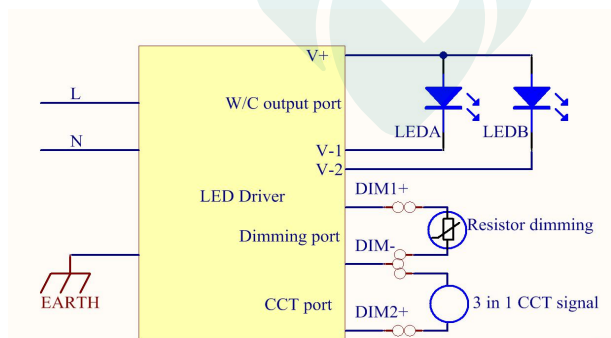 V+
L
W/C output port
LEDA
LEDB
N
V-1
V-2
LED Driver
DIM1+
Resistor dimming
Dimming port
DIM-
EARTH
CCT port
3 in 1 CCT signal
DIM2+